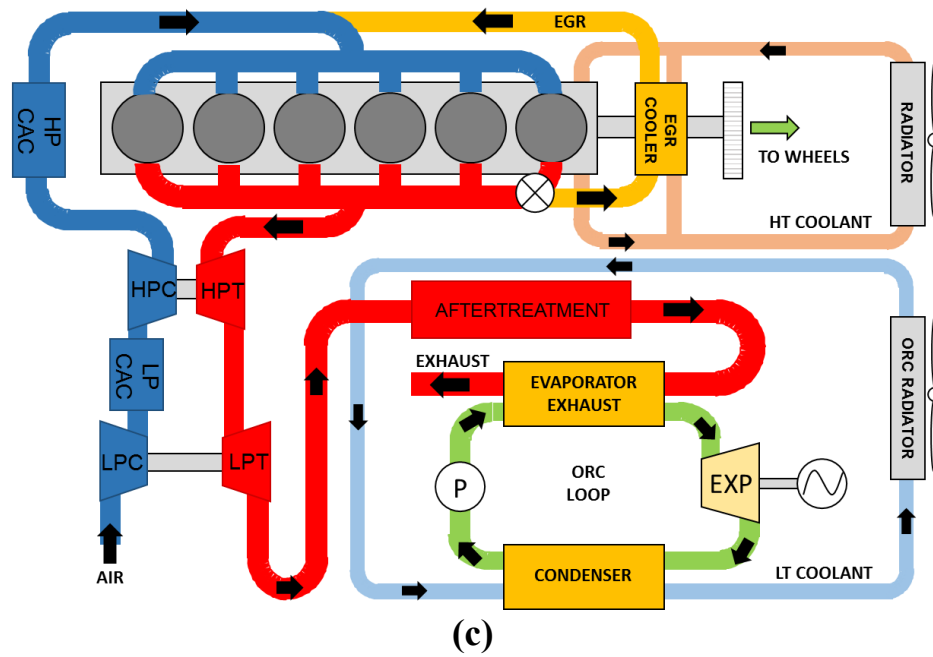 EGR
HP
CAC
EGR
COOLER
RADIATOR
TO WHEELS
HT COOLANT
HPC
HPT
LP
CAC
LPC
LPT
AIR
AFTERTREATMENT
EXHAUST
EVAPORATOR
EXHAUST
ORC RADIATOR
P
ORC
LOOP
EXP
CONDENSER
LT COOLANT
(c)